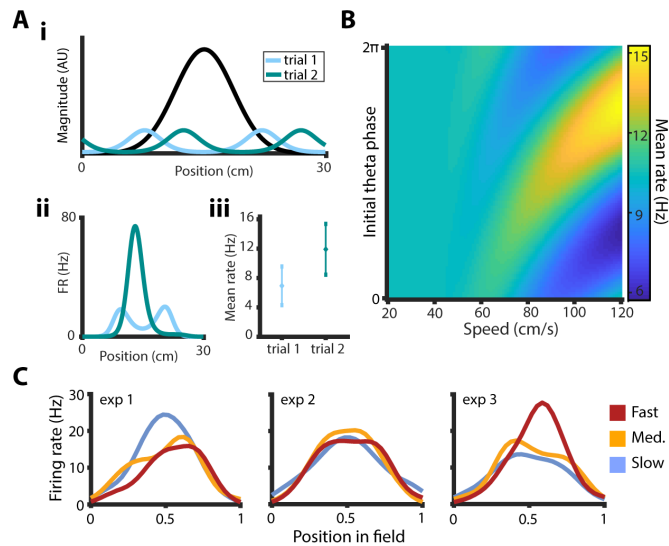 A
i
Magnitude (AU)
trial 1
trial 2
0
Position (cm)
30
ii
80
FR (Hz)
0
0
Position (cm)
30
iii
16
12
8
4
0
Mean rate (Hz)
trial 1
trial 2
B
2π
Initial theta phase
0
20
40
60
80
100
120
Speed (cm/s)
15
12
9
6
Mean rate (Hz)
C
Firing rate (Hz)
30
20
10
0
exp 1
0
0.5
1
exp 2
0
0.5
1
exp 3
0
0.5
1
Position in field
Fast
Med.
Slow